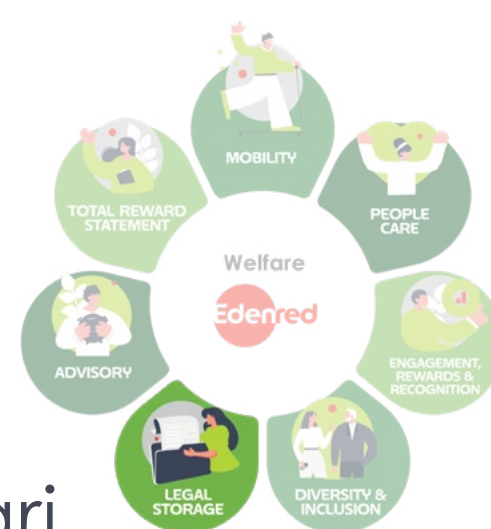 MOBILITY
TOTAL REWARD
STATEMENT
PEOPLE
CARE
Welfare
Edenred
ADVISORY
ENGAGEMENT,
REWARDS &
RECOGNITION
LEGAL
STORAGE
DIVERSITY &
INCLUSION